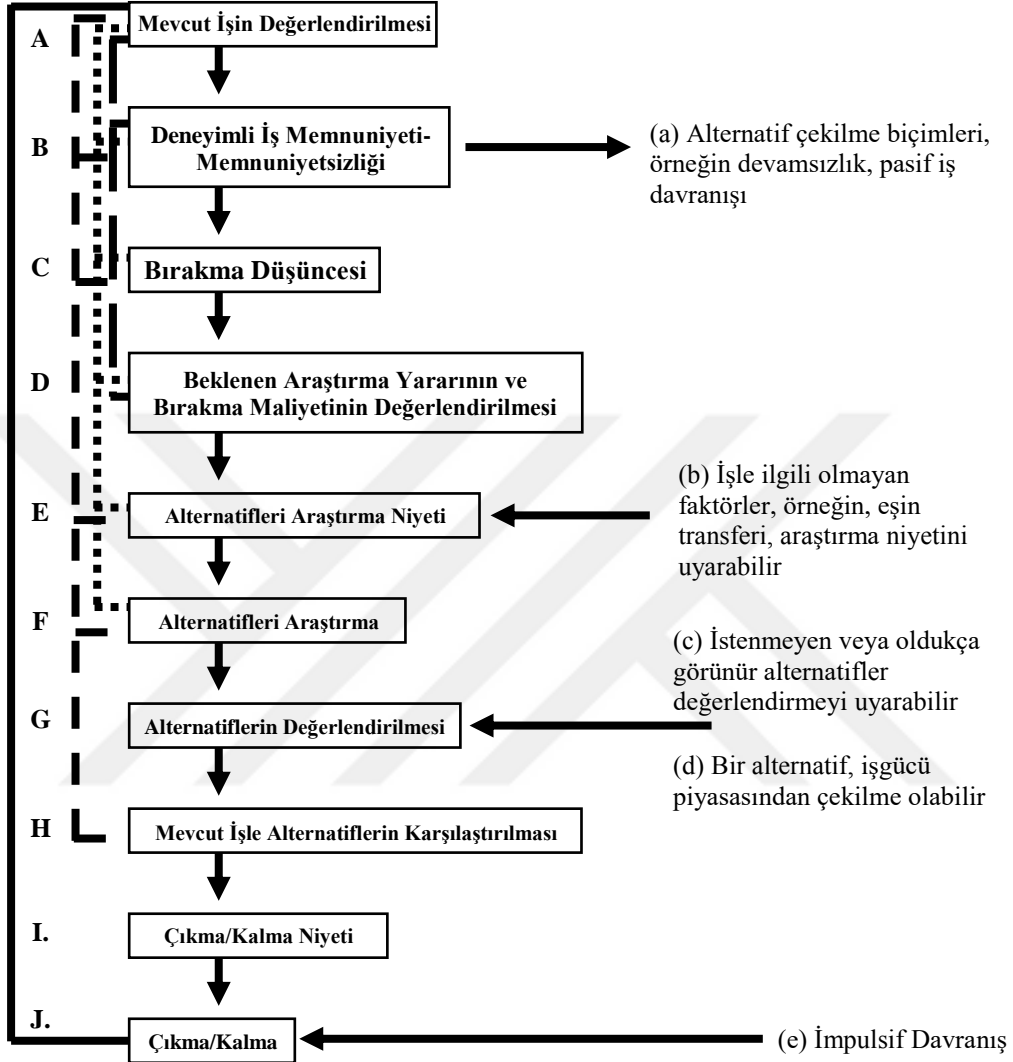 A
Mevcut İşin Değerlendirilmesi
B
Deneyimli İş Memnuniyeti-
Memnuniyetsizliği
(a) Alternatif çekilme biçimleri,
örneğin devamsızlık, pasif iş
davranışı
C
Bırakma Düşüncesi
D
Beklenen Araştırma Yararının ve
Bırakma Maliyetinin Değerlendirilmesi
E
Alternatifleri Araştırma Niyeti
(b) İşle ilgili olmayan
faktörler, örneğin, eşin
transferi, araştırma niyetini
uyarabilir
F
Alternatifleri Araştırma
(c) İstenmeyen veya oldukça
görünür alternatifler
değerlendirmeyi uyarabilir
G
Alternatiflerin Değerlendirilmesi
(d) Bir alternatif, işgücü
piyasasından çekilme olabilir
H
Mevcut İşle Alternatiflerin Karşılaştırılması
I.
Çıkma/Kalma Niyeti
J.
Çıkma/Kalma
(e) İmpulsif Davranış